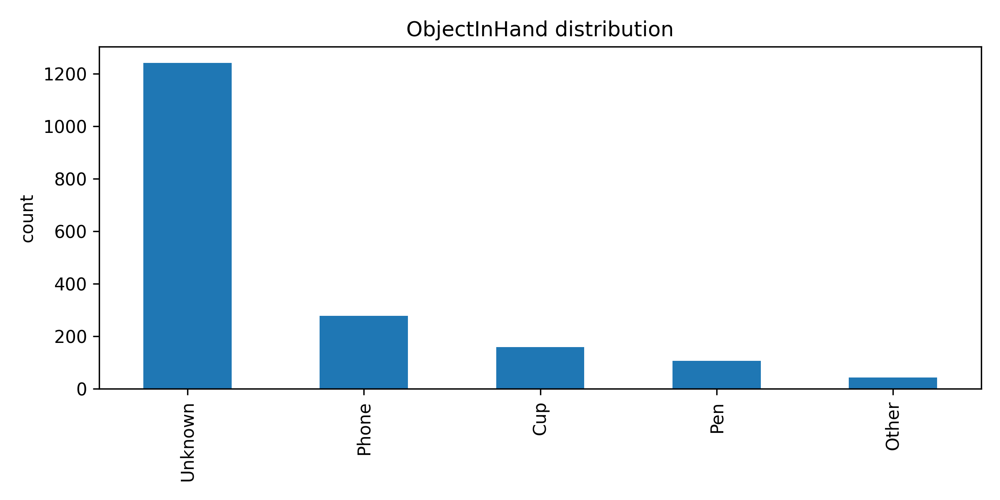 ObjectInHand distribution
count
1200
1000
800
600
400
200
0
Unknown
Phone
Cup
Pen
Other